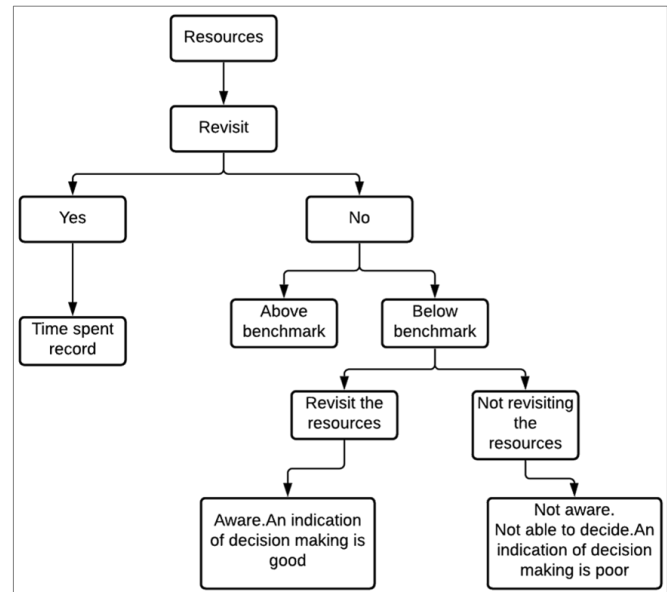 Resources
Revisit
Yes
No
Time spent
record
Above
benchmark
Below
benchmark
Revisit the
resources
Not revisiting
the
resources
Aware.An indication
of decision making is
good
Not aware.
Not able to decide.An
indication of decision
making is poor